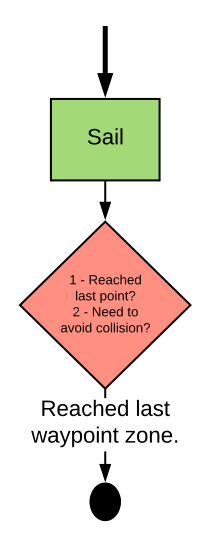 Sail
1 - Reached
last point?
2 - Need to
avoid collision?
Reached last
waypoint zone.